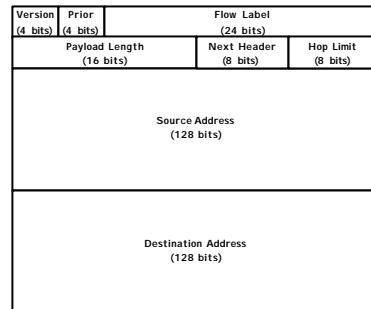 Version Prior Flow Label
(4 bits) (4 bits) (24 bits)
Payload Length Next Header Hop Limit
(16 bits) (8 bits) (8 bits)
Source Address
(128 bits)
Destination Address
(128 bits)